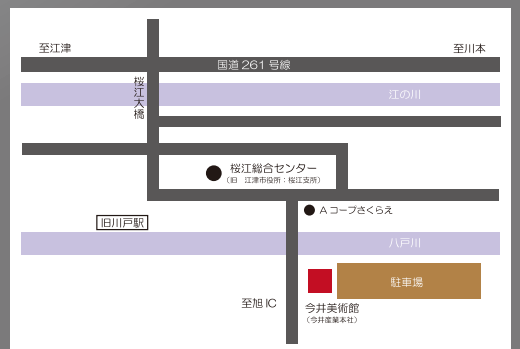 至江津
至川本
国道261号線
桜江大橋
江の川
桜江総合センター
（旧　江津市役所：桜江支所）
Aコープさくらえ
旧川戸駅
八戸川
駐車場
至旭IC
今井美術館
（今井産業本社）